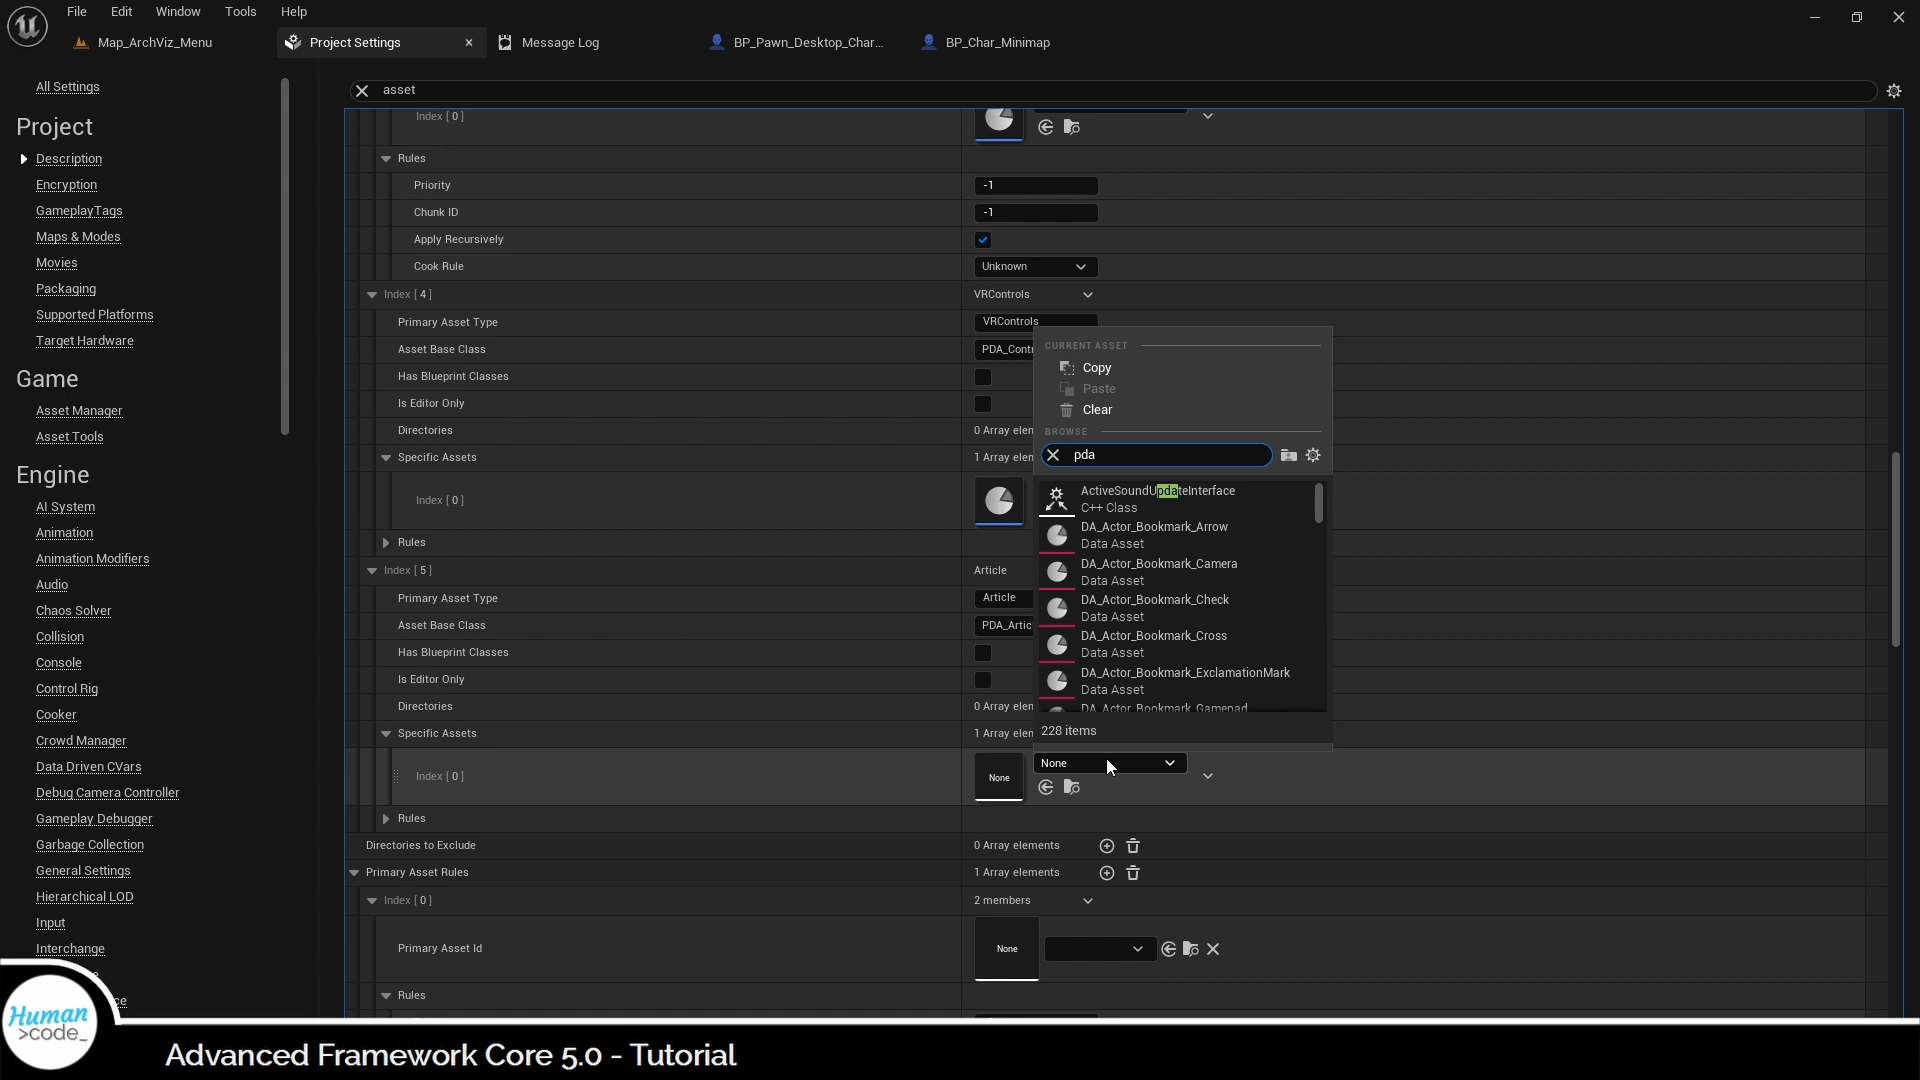 File Edit Window Tools Help
Map_ArchViz_Menu Project Settings Message Log BP_Pawn_Desktop_Char... BP_Char_Minimap
asset
All Settings
Project
Description
Encryption
GameplayTags
Maps & Modes
Movies
Packaging
Supported Platforms
Target Hardware
Game
Asset Manager
Asset Tools
Engine
AI System
Animation
Animation Modifiers
Audio
Chaos Solver
Collision
Console
Control Rig
Cooker
Crowd Manager
Data Driven CVars
Debug Camera Controller
Gameplay Debugger
Garbage Collection
General Settings
Hierarchical LOD
Input
Interchange
Index [ 0 ]
Rules
Priority -1
Chunk ID -1
Apply Recursively
Cook Rule Unknown
Index [ 4 ] VRControls
Primary Asset Type VRControls
Asset Base Class PDA_Contr
Has Blueprint Classes
Is Editor Only
Directories 0 Array elen
Specific Assets 1 Array elen
Index [ 0 ]
Rules
Index [ 5 ] Article
Primary Asset Type Article
Asset Base Class PDA_Artic
Has Blueprint Classes
Is Editor Only
Directories 0 Array elen
Specific Assets 1 Array elen
Index [ 0 ] None None
Rules
Directories to Exclude 0 Array elements
Primary Asset Rules 1 Array elements
Index [ 0 ] 2 members
Primary Asset Id None
Rules
CURRENT ASSET
Copy
Paste
Clear
BROWSE
pda
ActiveSoundUpdateInterface
C++ Class
DA_Actor_Bookmark_Arrow
Data Asset
DA_Actor_Bookmark_Camera
Data Asset
DA_Actor_Bookmark_Check
Data Asset
DA_Actor_Bookmark_Cross
Data Asset
DA_Actor_Bookmark_ExclamationMark
Data Asset
DA_Actor_Bookmark_Gamepad
228 items
Human
>code_
Advanced Framework Core 5.0 - Tutorial